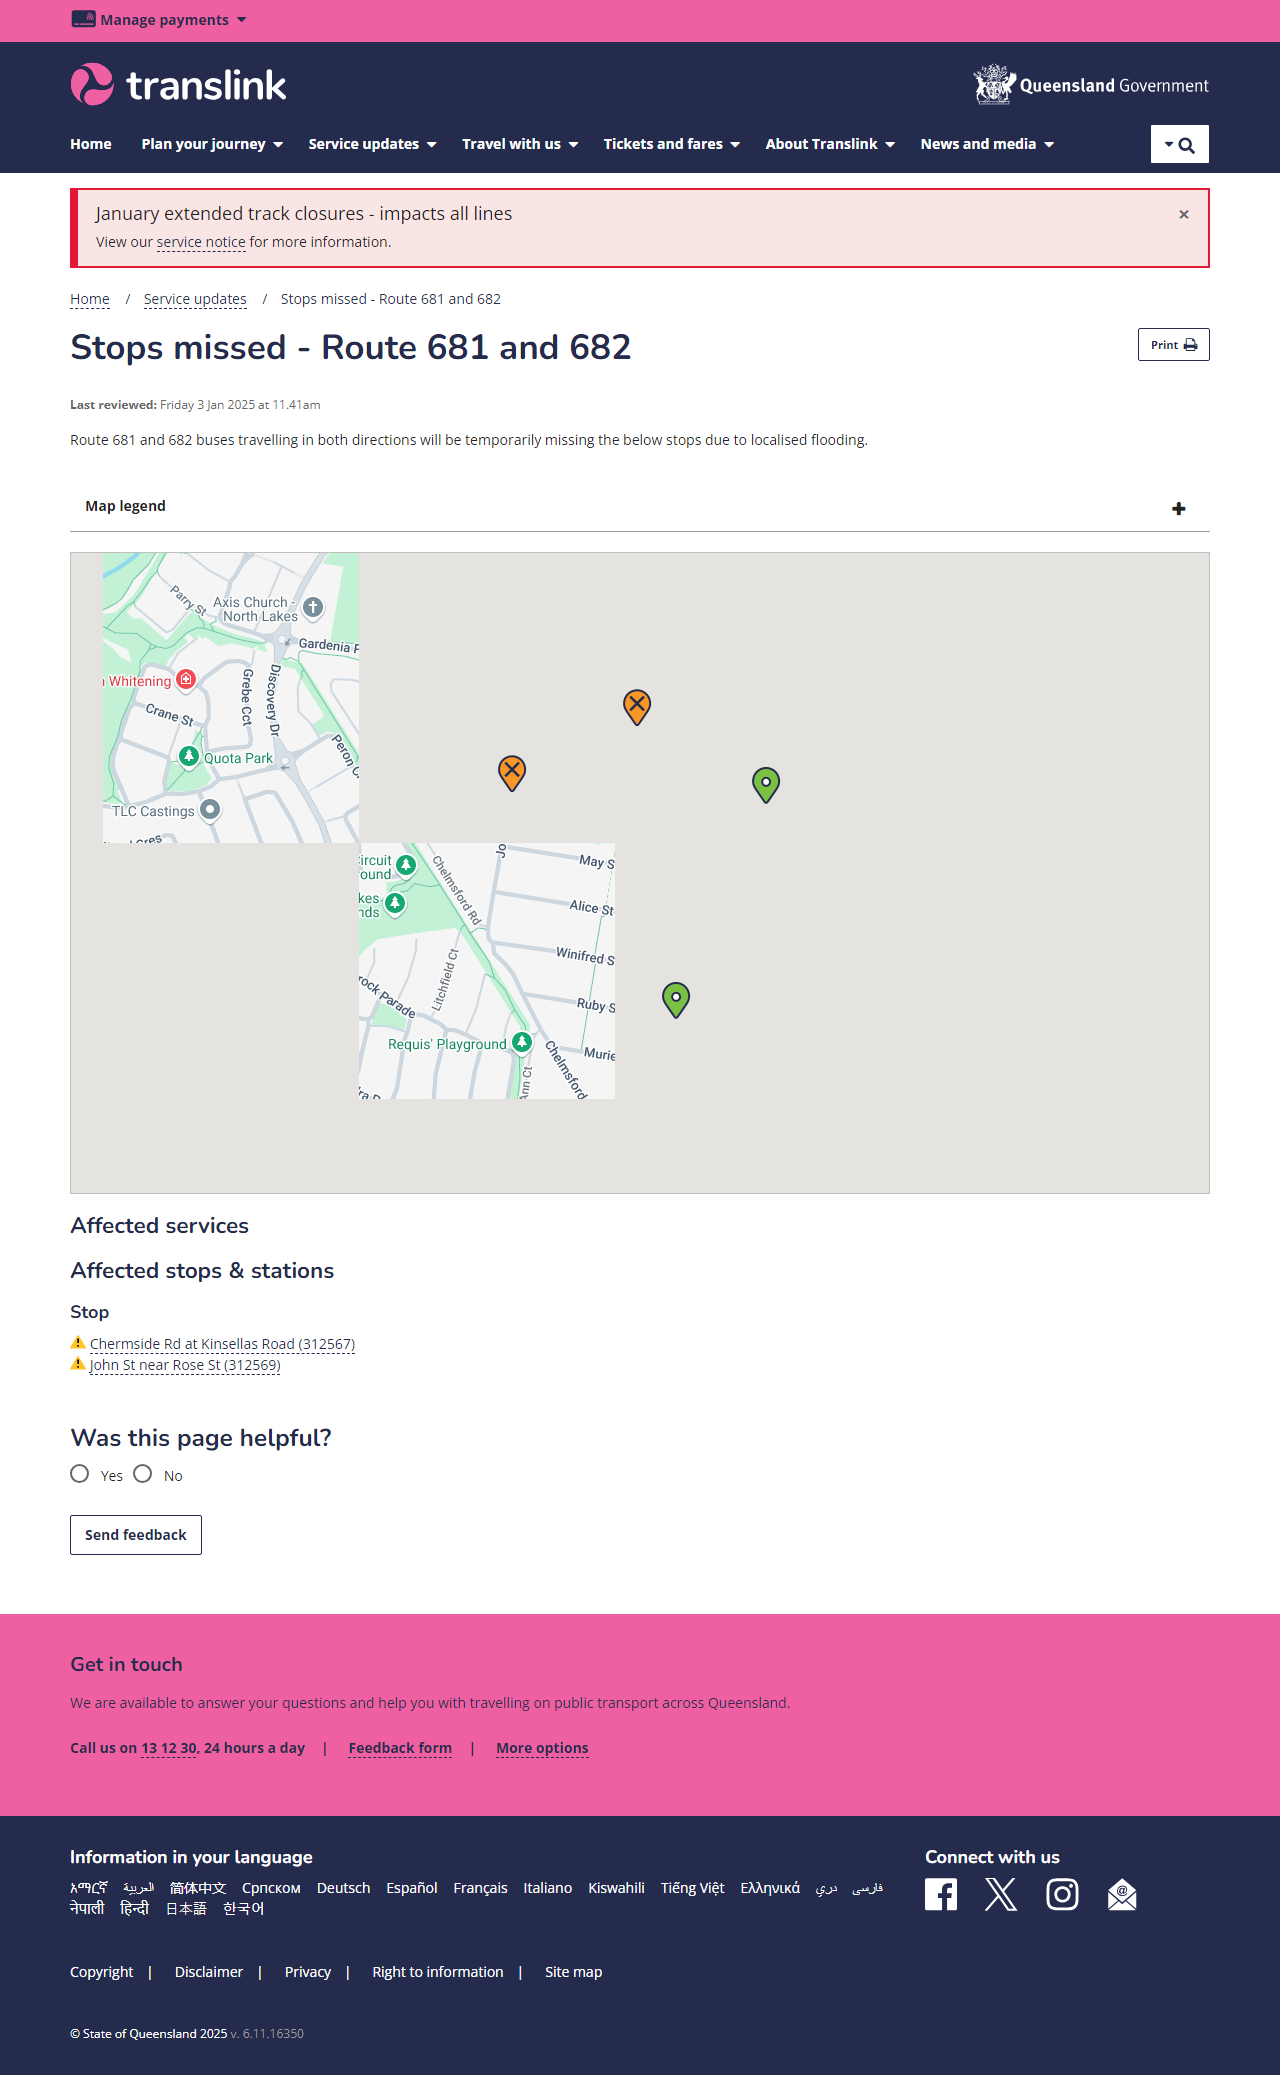 Manage payments
translink
Queensland Government
Home Plan your journey Service updates Travel with us Tickets and fares About Translink News and media
January extended track closures - impacts all lines
×
View our service notice for more information.
Home / Service updates / Stops missed - Route 681 and 682
Stops missed - Route 681 and 682
Print
Last reviewed: Friday 3 Jan 2025 at 11.41am
Route 681 and 682 buses travelling in both directions will be temporarily missing the below stops due to localised flooding.
Map legend
Parry St
Axis Church -
North Lakes
Gardenia P
Whitening
Grebe Cct
Discovery Dr
Crane St
Quota Park
Peron C
TLC Castings
Cres
ircuit
ound
kes
nds
Chelmsford Rd
Jo
May S
Alice St
Winifred S
Litchfield Ct
rock Parade
Ruby S
Requis' Playground
Chelmsford
Murie
Ann Ct
Affected services
Affected stops & stations
Stop
Chermside Rd at Kinsellas Road (312567)
John St near Rose St (312569)
Was this page helpful?
Yes No
Send feedback
Get in touch
We are available to answer your questions and help you with travelling on public transport across Queensland.
Call us on 13 12 30, 24 hours a day | Feedback form | More options
Information in your language
አማርኛ العربية 简体中文 Српском Deutsch Español Français Italiano Kiswahili Tiếng Việt Ελληνικά دري فارسی
नेपाली हिन्दी 日本語 한국어
Connect with us
Copyright | Disclaimer | Privacy | Right to information | Site map
© State of Queensland 2025 v. 6.11.16350